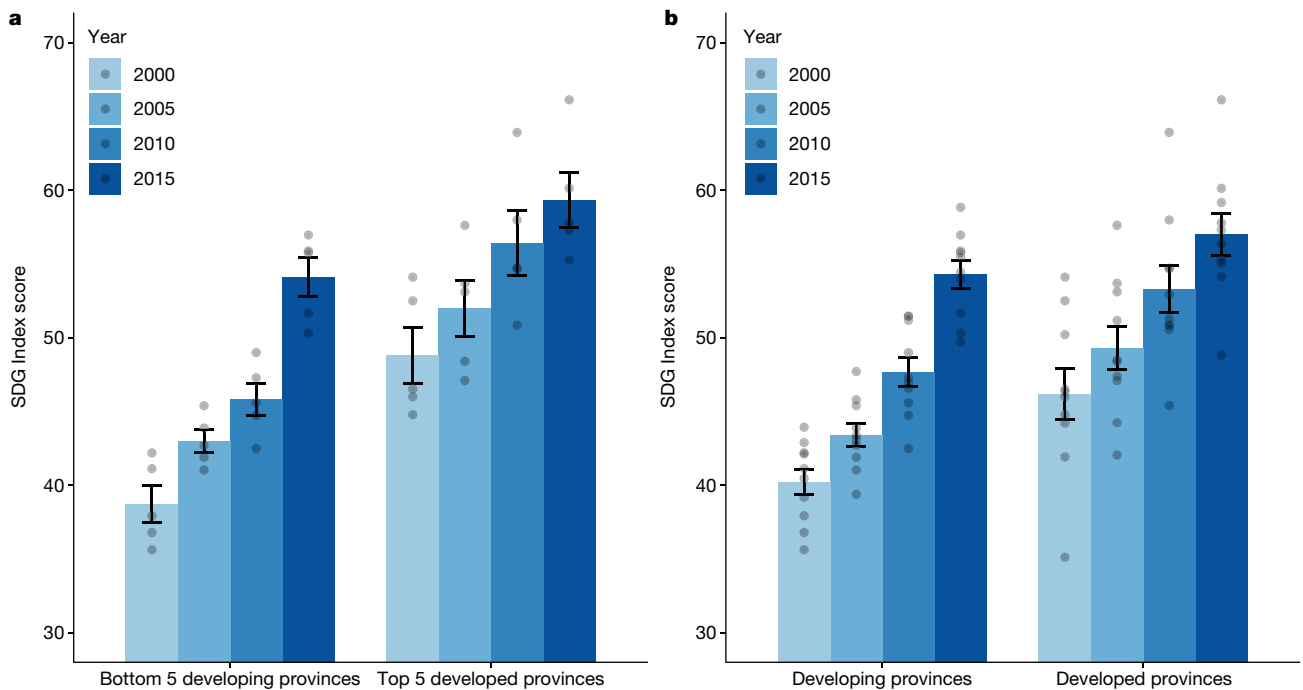 a
Year
2000
2005
2010
2015
SDG Index score
70
60
50
40
30
Bottom 5 developing provinces
Top 5 developed provinces
b
Year
2000
2005
2010
2015
SDG Index score
70
60
50
40
30
Developing provinces
Developed provinces